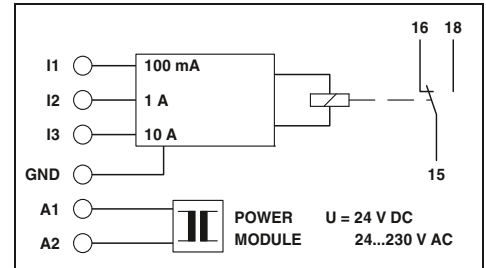 16 18
I1 100 mA
I2 1 A
I3 10 A
GND
15
A1
A2
POWER U = 24 V DC
MODULE 24...230 V AC